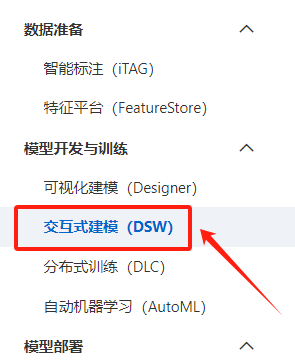 数据准备
智能标注（iTAG）
特征平台（FeatureStore）
模型开发与训练
可视化建模（Designer）
交互式建模（DSW）
分布式训练（DLC）
自动机器学习（AutoML）
模型部署